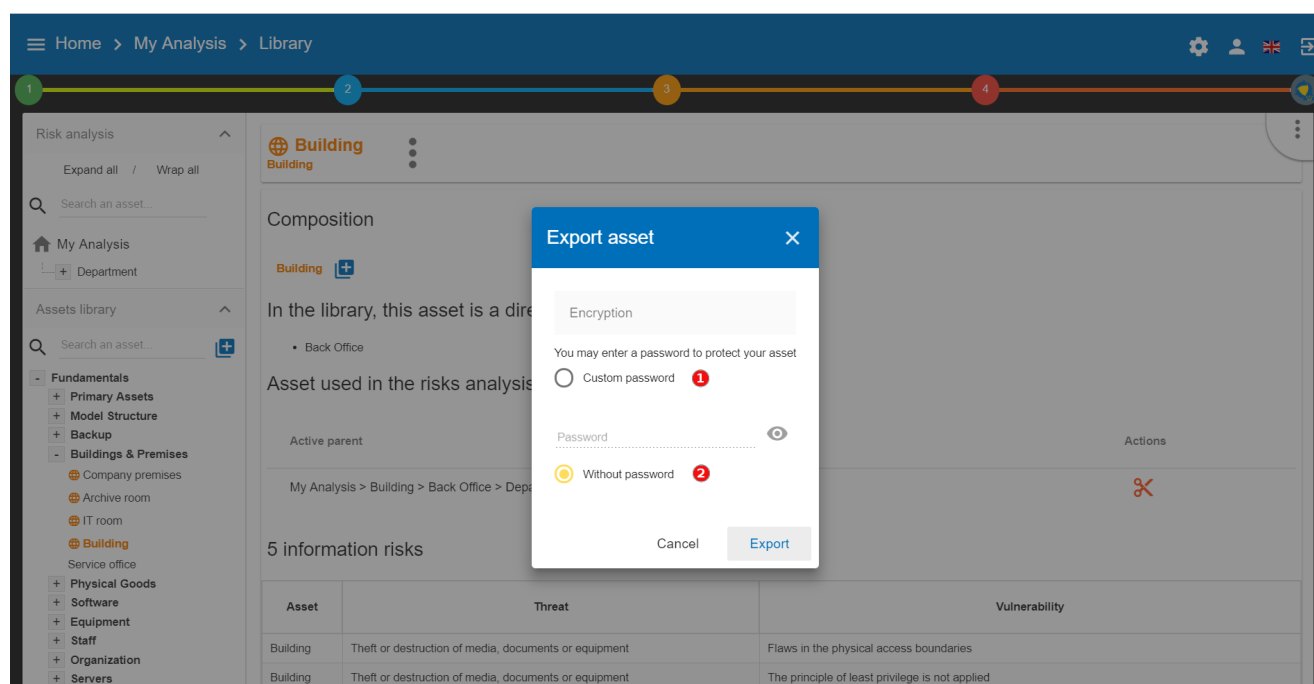 Home > My Analysis > Library
1 2 3 4
Risk analysis
Expand all / Wrap all
Search an asset...
My Analysis
+ Department
Assets library
Search an asset...
- Fundamentals
+ Primary Assets
+ Model Structure
+ Backup
- Buildings & Premises
Company premises
Archive room
IT room
Building
Service office
+ Physical Goods
+ Software
+ Equipment
+ Staff
+ Organization
+ Servers
Building
Building
Composition
Building
In the library, this asset is a dire
• Back Office
Asset used in the risks analysis
Active parent Actions
My Analysis > Building > Back Office > Depa
5 information risks
Asset Threat Vulnerability
Building Theft or destruction of media, documents or equipment Flaws in the physical access boundaries
Building Theft or destruction of media, documents or equipment The principle of least privilege is not applied
Export asset
Encryption
You may enter a password to protect your asset
Custom password 1
Password
Without password 2
Cancel Export